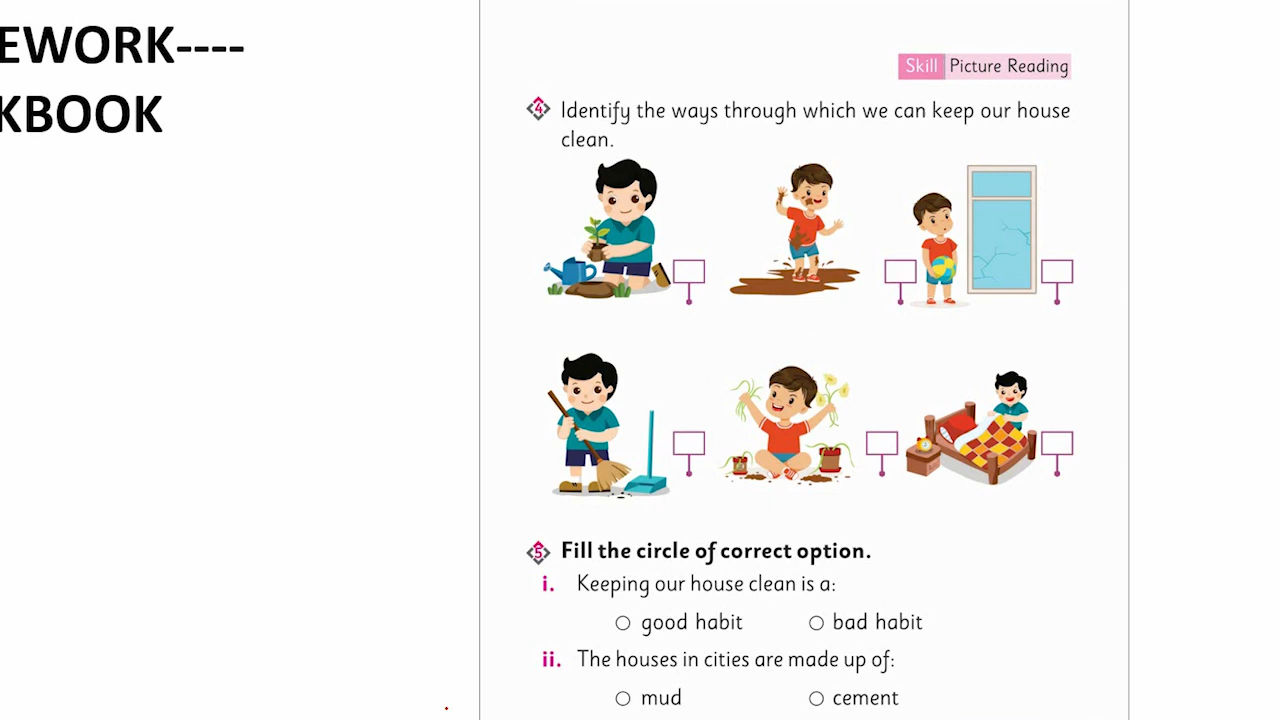 EWORK----
KBOOK
Skill Picture Reading
4 Identify the ways through which we can keep our house
clean.
5 Fill the circle of correct option.
i. Keeping our house clean is a:
good habit bad habit
ii. The houses in cities are made up of:
mud cement